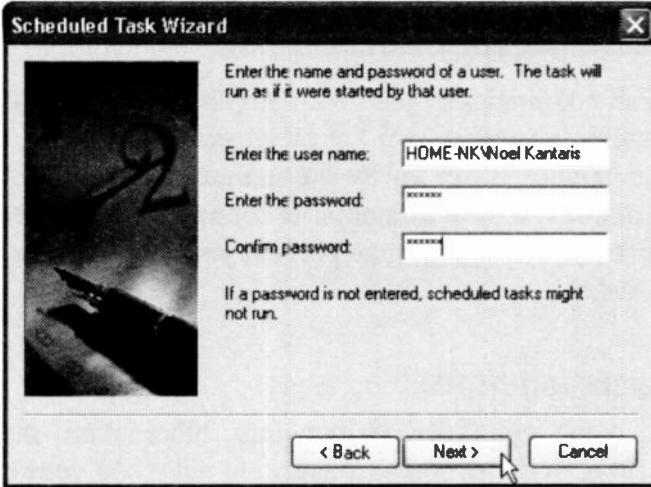 Scheduled Task Wizard
Enter the name and password of a user. The task will
run as if it were started by that user.
Enter the user name: HOME-NK\Noel Kantaris
Enter the password: ××××××
Confirm password: ××××××
If a password is not entered, scheduled tasks might
not run.
< Back Next > Cancel